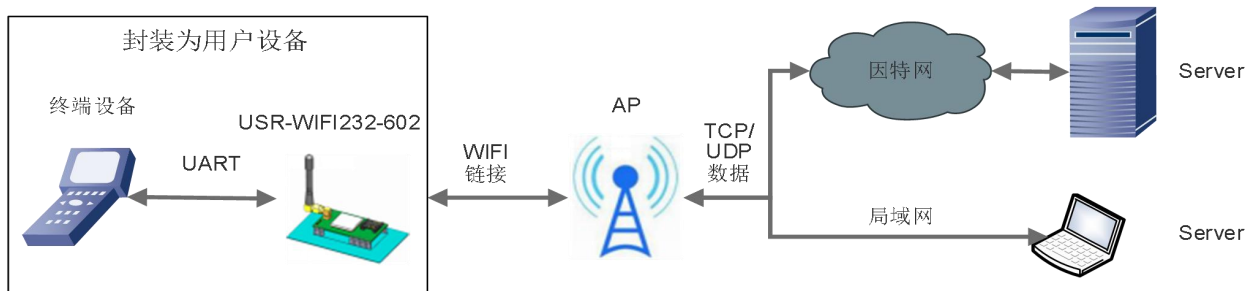 封装为用户设备
终端设备
USR-WIFI232-602
UART
WIFI
链接
AP
TCP/
UDP
数据
因特网
Server
局域网
Server